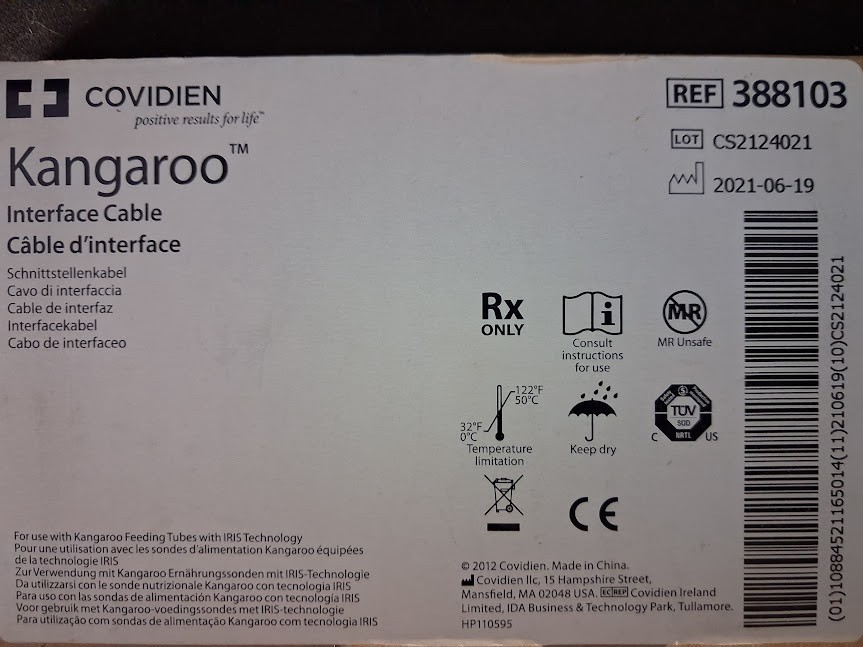 COVIDIEN
positive results for life™
Kangaroo™
Interface Cable
Câble d'interface
Schnittstellenkabel
Cavo di interfaccia
Cable de interfaz
Interfacekabel
Cabo de interfaceo
REF 388103
LOT CS2124021
2021-06-19
Rx
ONLY
Consult
instructions
for use
MR
MR Unsafe
122°F
50°C
32°F
0°C
Temperature
limitation
Keep dry
TÜV
SÜD
NRTL
C US
CE
For use with Kangaroo Feeding Tubes with IRIS Technology
Pour une utilisation avec les sondes d'alimentation Kangaroo équipées
de la technologie IRIS
Zur Verwendung mit Kangaroo Ernährungssonden mit IRIS-Technologie
Da utilizzarsi con le sonde nutrizionale Kangaroo con tecnologia IRIS
Para uso con las sondas de alimentación Kangaroo con tecnología IRIS
Voor gebruik met Kangaroo-voedingssondes met IRIS-technologie
Para utilização com sondas de alimentação Kangaroo com tecnologia IRIS
© 2012 Covidien. Made in China.
Covidien llc, 15 Hampshire Street,
Mansfield, MA 02048 USA. EC REP Covidien Ireland
Limited, IDA Business & Technology Park, Tullamore.
HP110595
(01)10884521165014(11)210619(10)CS2124021